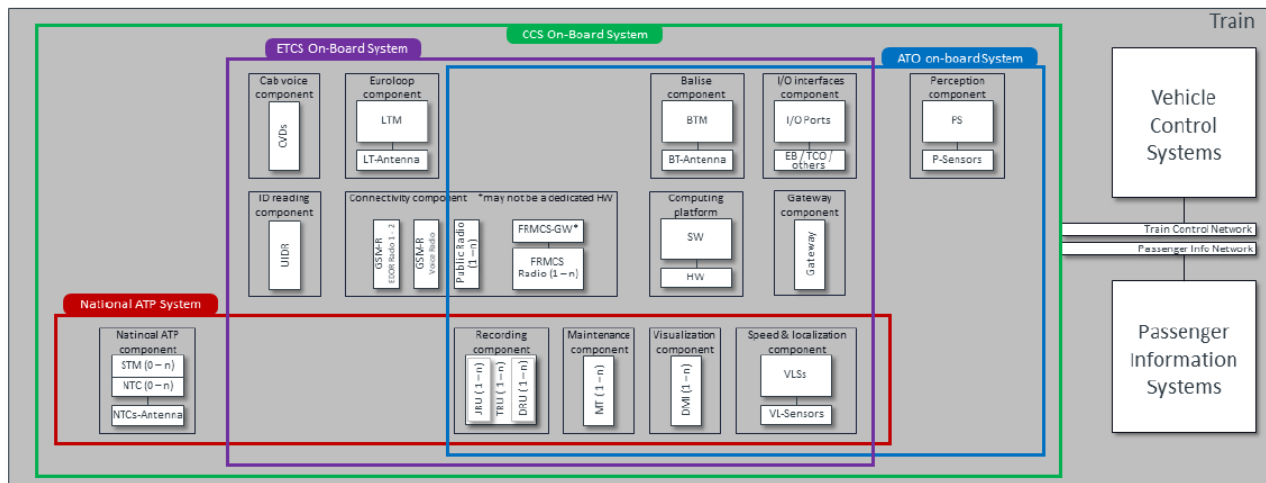 Train
CCS On-Board System
ETCS On-Board System
ATO on-board System
Cab voice
component
CVDs
Euroloop
component
LTM
LT-Antenna
Balise
component
BTM
BT-Antenna
I/O interfaces
component
I/O Ports
EB / TCO /
others
Perception
component
PS
P-Sensors
Vehicle
Control
Systems
ID reading
component
UIDR
Connectivity component *may not be a dedicated HW
GSM-R
EDOR Radio 1 - 2
GSM-R
Voice Radio
Public Radio
(1 – n)
FRMCS-GW*
FRMCS
Radio (1 – n)
Computing
platform
SW
HW
Gateway
component
Gateway
Train Control Network
Passenger Info Network
National ATP System
Natinoal ATP
component
STM (0 – n)
NTC (0 – n)
NTCs-Antenna
Recording
component
JRU (1 – n)
TRU (1 – n)
DRU (1 – n)
Maintenance
component
MT (1 – n)
Visualization
component
DMI (1 – n)
Speed & localization
component
VLSs
VL-Sensors
Passenger
Information
Systems